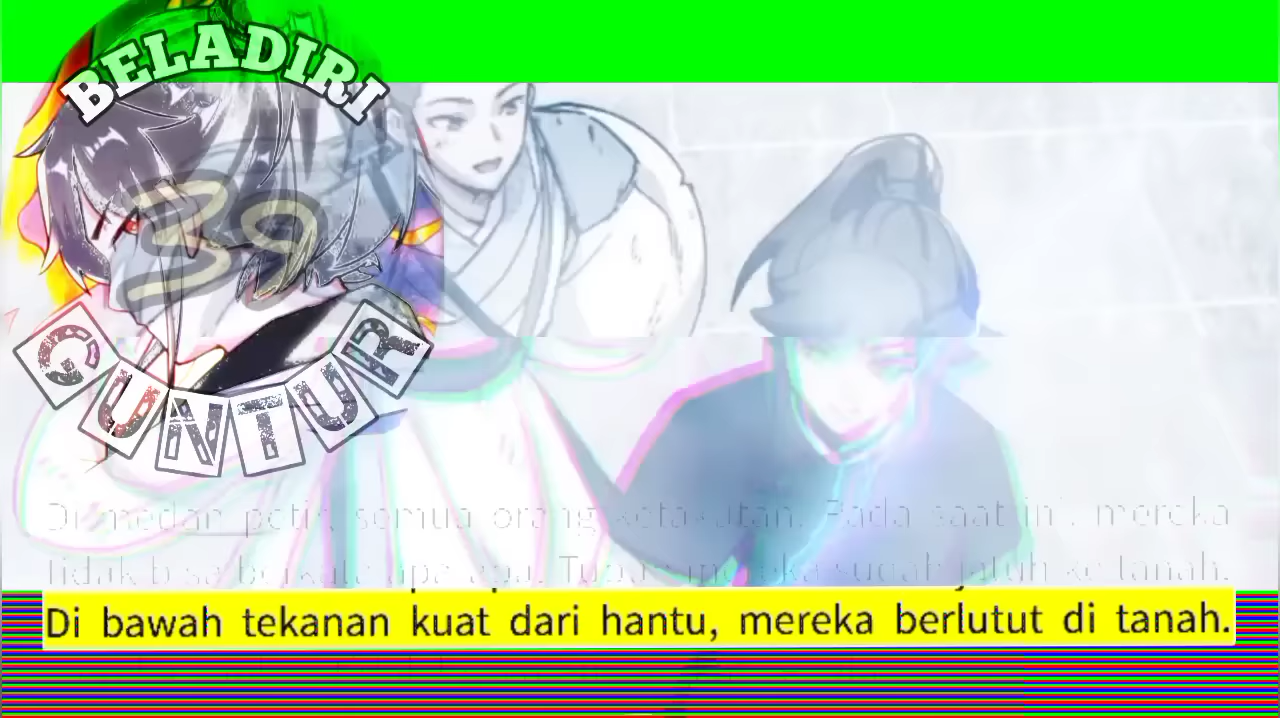 BELADIRI
39
GUNTUR
Di medan petir, semua orang ketakutan. Pada saat ini, mereka
tidak bisa berkata apa-apa. Tubuh mereka sudah jatuh ke tanah.
Di bawah tekanan kuat dari hantu, mereka berlutut di tanah.